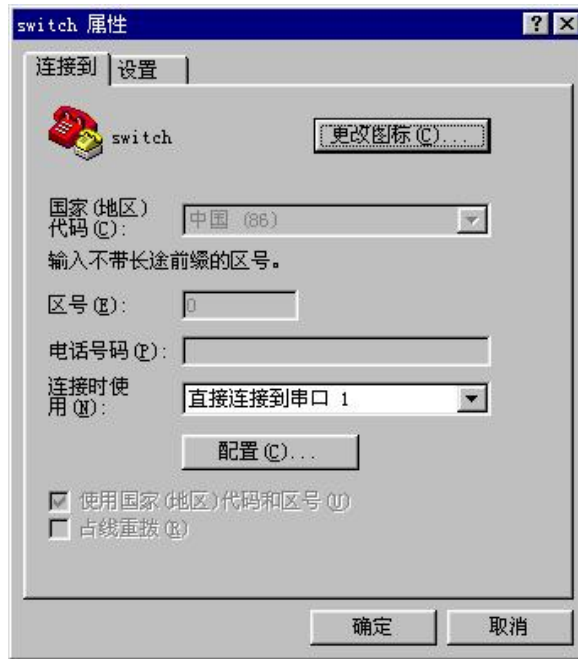 switch 属性
连接到 设置
switch
更改图标(C)...
国家(地区)
代码(C):
中国 (86)
输入不带长途前缀的区号。
区号(E):
0
电话号码(P):
连接时使
用(N):
直接连接到串口 1
配置(C)...
使用国家(地区)代码和区号(U)
占线重拨(R)
确定 取消